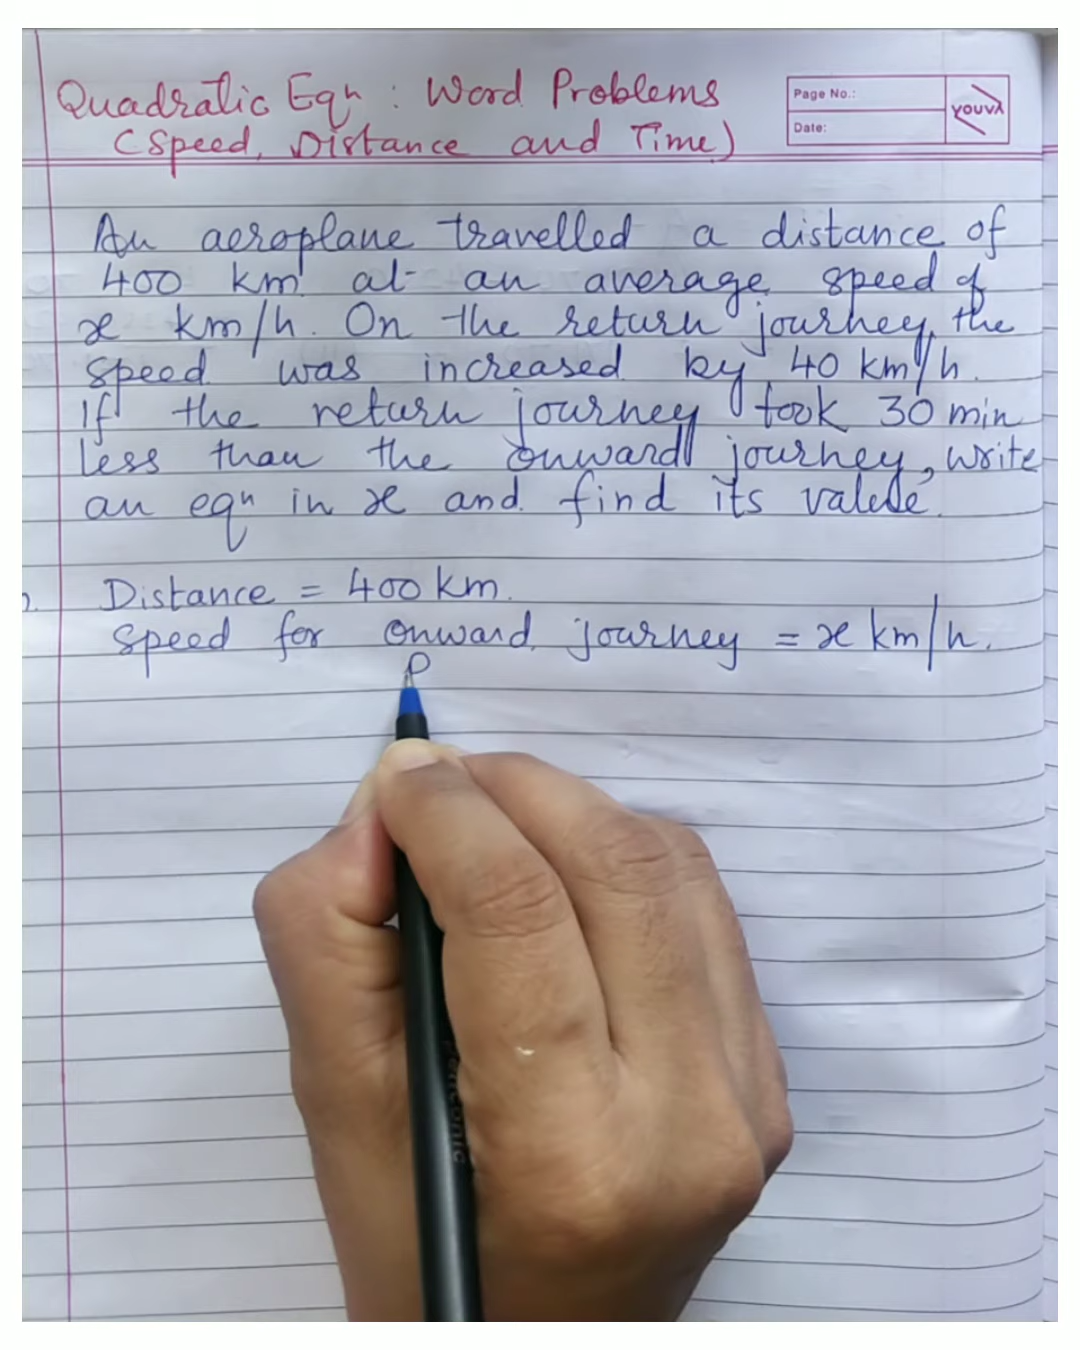 Quadratic Eqn : Word Problems
(Speed, Distance and Time)
Page No.:
Date:
youva
An aeroplane travelled a distance of
400 km at an average speed of
x km/h. On the return journey, the
speed was increased by 40 km/h.
If the return journey took 30 min
less than the onward journey, write
an eqn in x and find its value.
Distance = 400 km.
Speed for onward journey = x km/h.